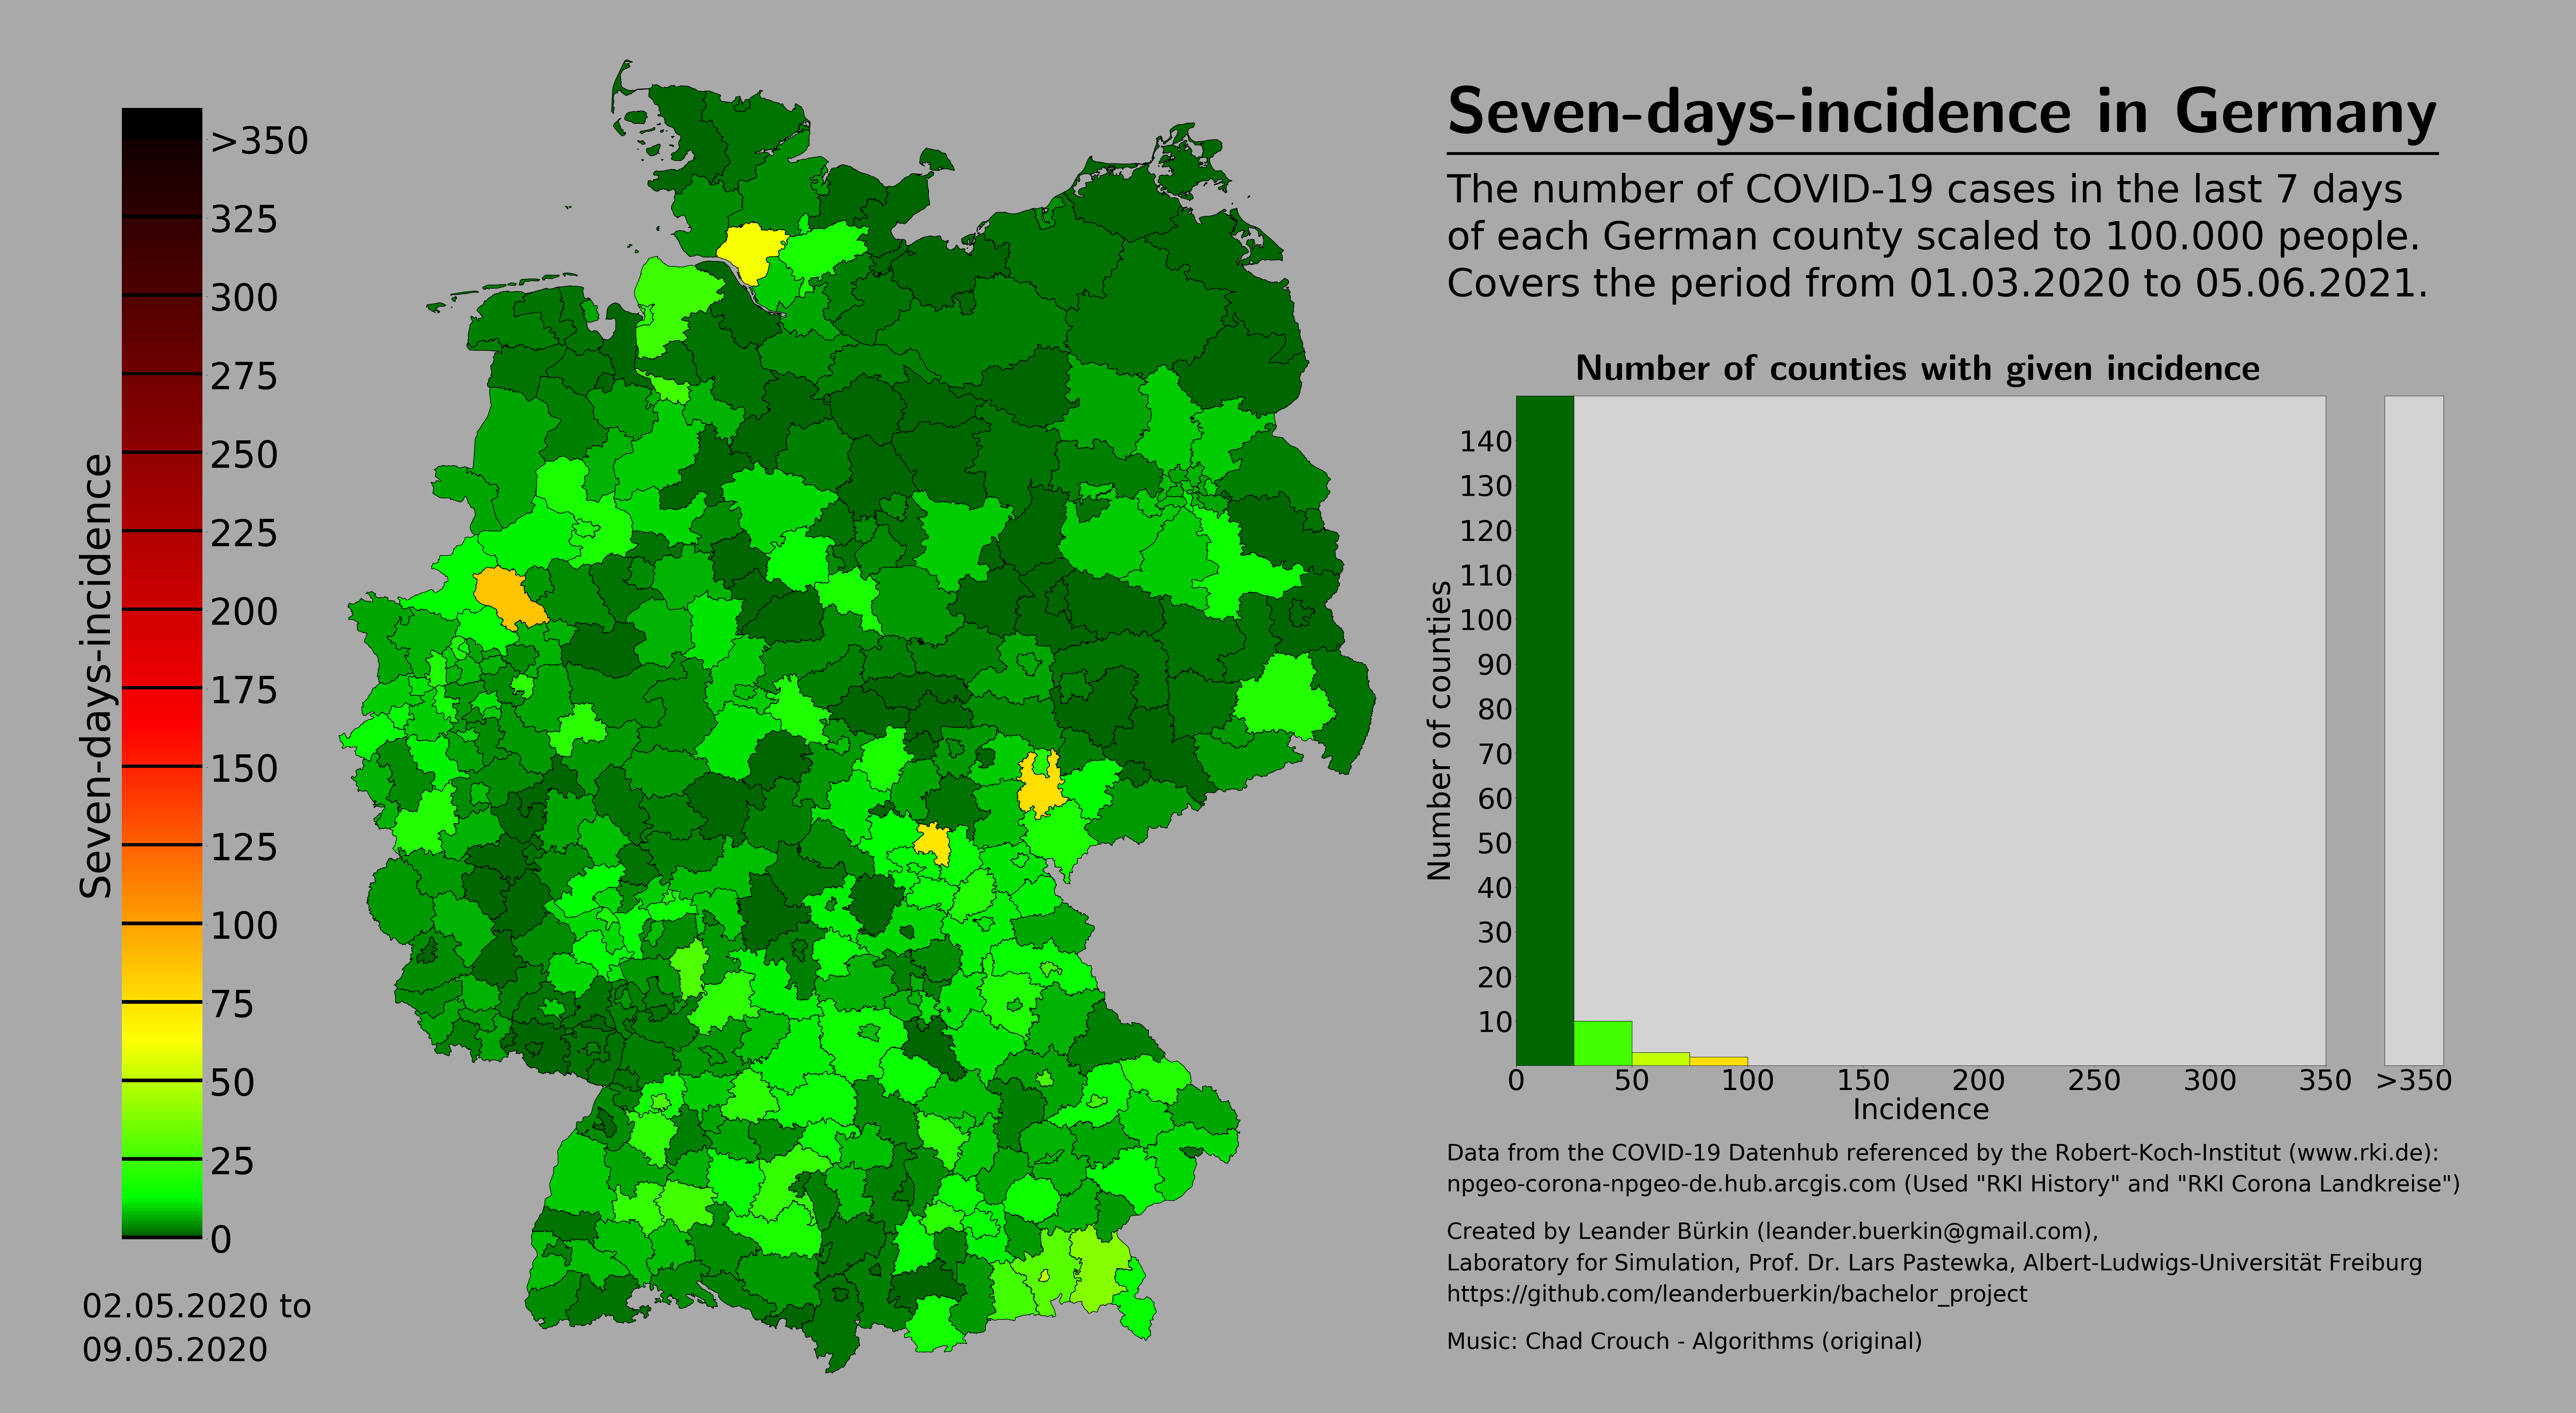 Seven-days-incidence in Germany
The number of COVID-19 cases in the last 7 days
of each German county scaled to 100.000 people.
Covers the period from 01.03.2020 to 05.06.2021.
Seven-days-incidence
>350
325
300
275
250
225
200
175
150
125
100
75
50
25
0
02.05.2020 to
09.05.2020
Number of counties with given incidence
Number of counties
140
130
120
110
100
90
80
70
60
50
40
30
20
10
0 50 100 150 200 250 300 350 >350
Incidence
Data from the COVID-19 Datenhub referenced by the Robert-Koch-Institut (www.rki.de):
npgeo-corona-npgeo-de.hub.arcgis.com (Used "RKI History" and "RKI Corona Landkreise")
Created by Leander Bürkin (leander.buerkin@gmail.com),
Laboratory for Simulation, Prof. Dr. Lars Pastewka, Albert-Ludwigs-Universität Freiburg
https://github.com/leanderbuerkin/bachelor_project
Music: Chad Crouch - Algorithms (original)